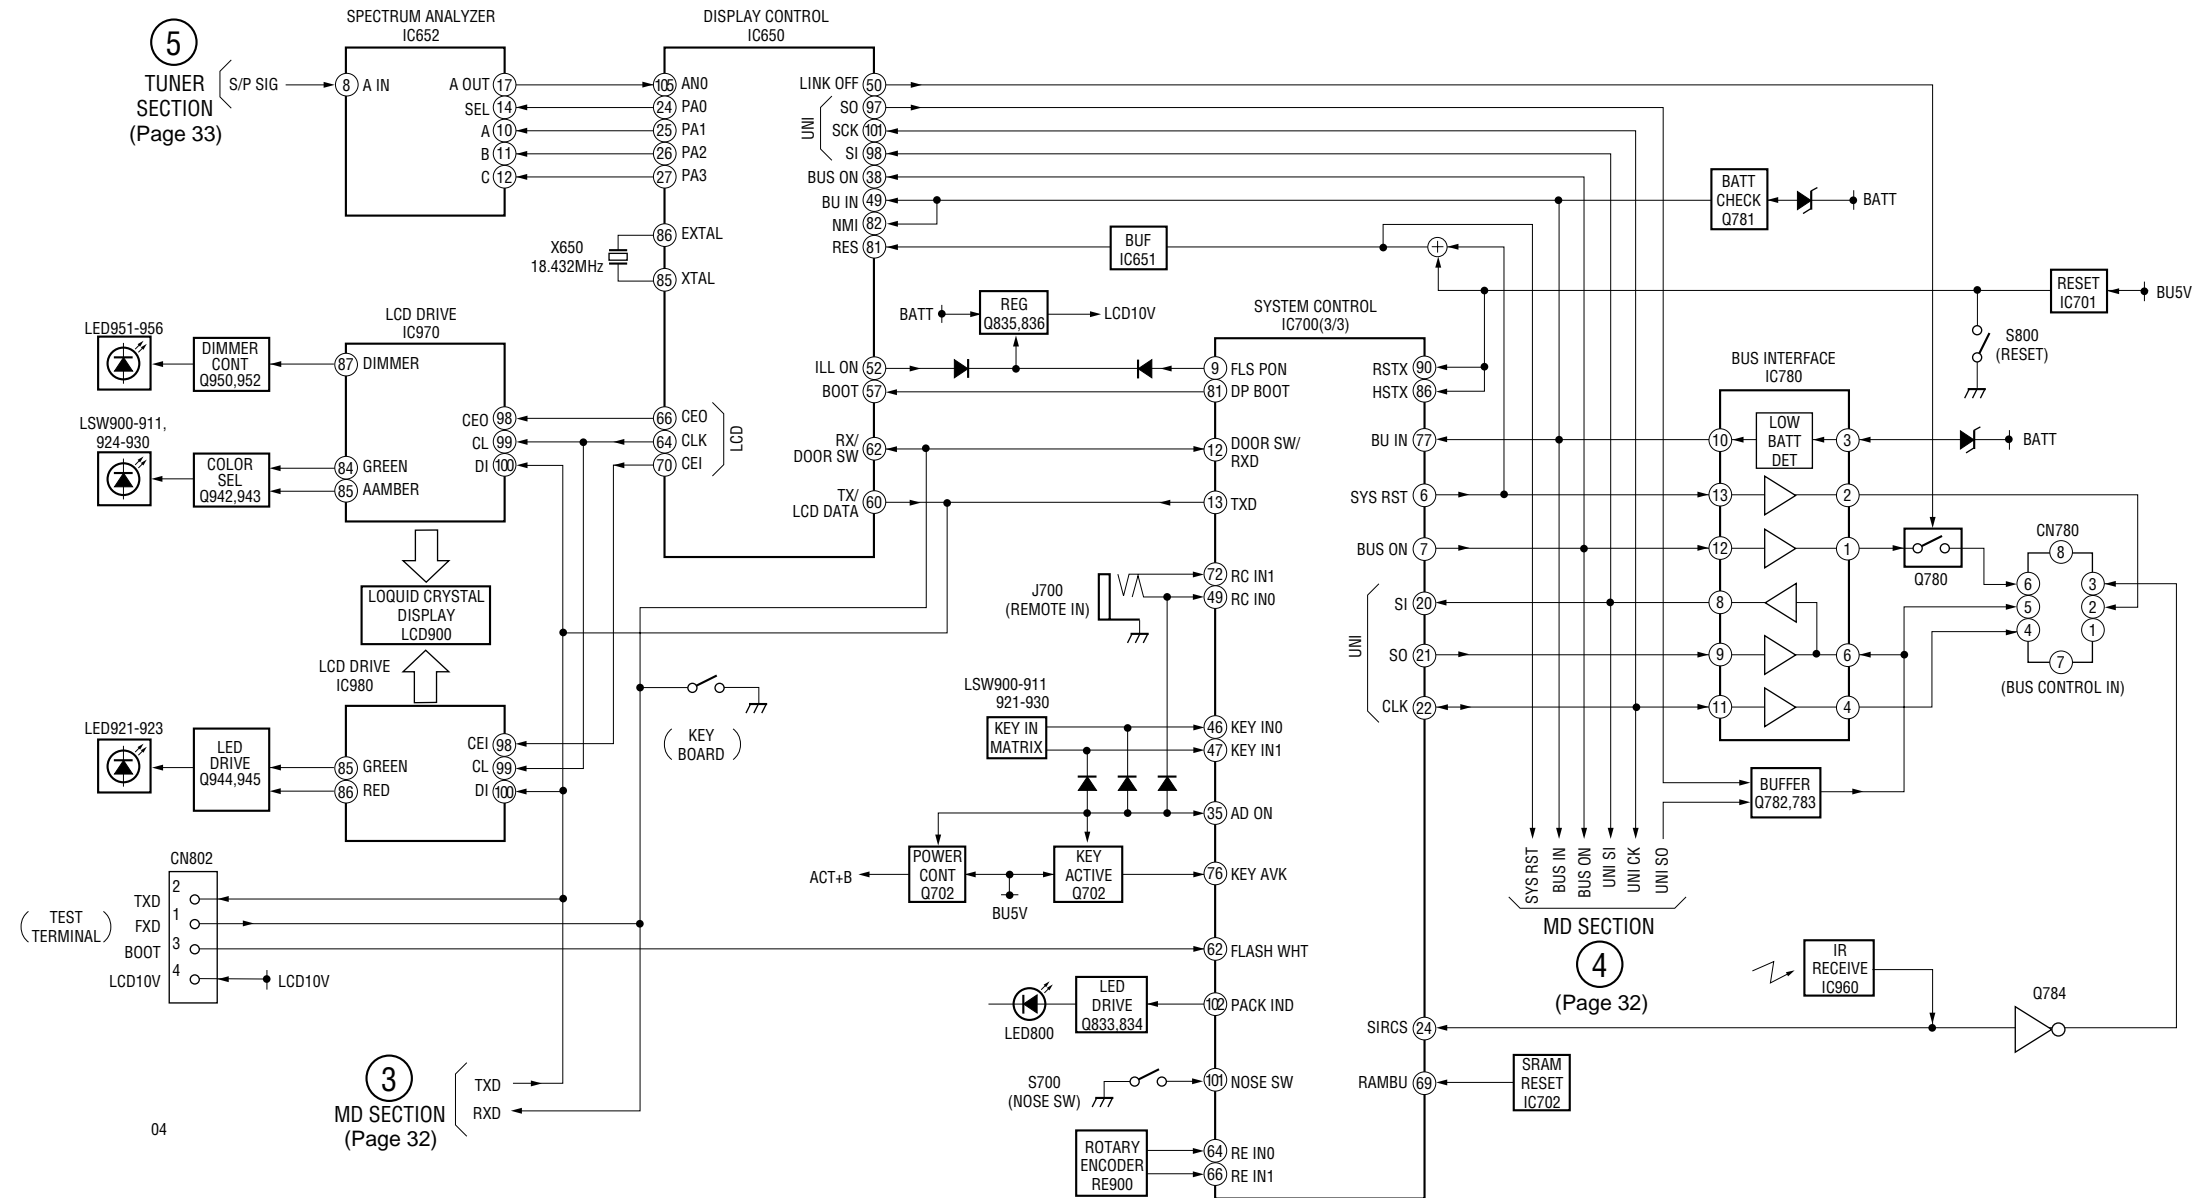 5
TUNER
SECTION
(Page 33)
S/P SIG
SPECTRUM ANALYZER
IC652
8 A IN
A OUT 17
SEL 14
A 10
B 11
C 12
DISPLAY CONTROL
IC650
105 AN0
24 PA0
25 PA1
26 PA2
27 PA3
86 EXTAL
85 XTAL
X650
18.432MHz
66 CEO
64 CLK
70 CEI
LCD
LINK OFF 50
UNI
SO 97
SCK 101
SI 98
BUS ON 38
BU IN 49
NMI 82
RES 81
ILL ON 52
BOOT 57
RX/
DOOR SW 62
TX/
LCD DATA 60
BUF
IC651
BATT
CHECK
Q781
BATT
RESET
IC701
BU5V
S800
(RESET)
BATT
REG
Q835,836
LCD10V
LED951-956
DIMMER
CONT
Q950,952
LCD DRIVE
IC970
87 DIMMER
84 GREEN
85 AAMBER
CEO 98
CL 99
DI 100
LSW900-911,
924-930
COLOR
SEL
Q942,943
LOQUID CRYSTAL
DISPLAY
LCD900
LCD DRIVE
IC980
LED921-923
LED
DRIVE
Q944,945
85 GREEN
86 RED
CEI 98
CL 99
DI 100
( KEY
BOARD )
CN802
( TEST
TERMINAL )
TXD 2
FXD 1
BOOT 3
LCD10V 4
LCD10V
3
MD SECTION
(Page 32)
TXD
RXD
04
SYSTEM CONTROL
IC700(3/3)
9 FLS PON
81 DP BOOT
12 DOOR SW/
RXD
13 TXD
72 RC IN1
49 RC IN0
46 KEY IN0
47 KEY IN1
35 AD ON
76 KEY AVK
62 FLASH WHT
102 PACK IND
101 NOSE SW
64 RE IN0
66 RE IN1
J700
(REMOTE IN)
LSW900-911
921-930
KEY IN
MATRIX
ACT+B
POWER
CONT
Q702
BU5V
KEY
ACTIVE
Q702
LED800
LED
DRIVE
Q833,834
S700
(NOSE SW)
ROTARY
ENCODER
RE900
RSTX 90
HSTX 86
BU IN 77
SYS RST 6
BUS ON 7
UNI
SI 20
SO 21
CLK 22
SIRCS 24
RAMBU 69
BUS INTERFACE
IC780
10
LOW
BATT
DET
3
BATT
13
2
12
1
8
9
6
11
4
Q780
CN780
8
6
3
5
2
4
1
7
(BUS CONTROL IN)
BUFFER
Q782,783
SYS RST
BUS IN
BUS ON
UNI SI
UNI CK
UNI SO
MD SECTION
4
(Page 32)
IR
RECEIVE
IC960
Q784
SRAM
RESET
IC702